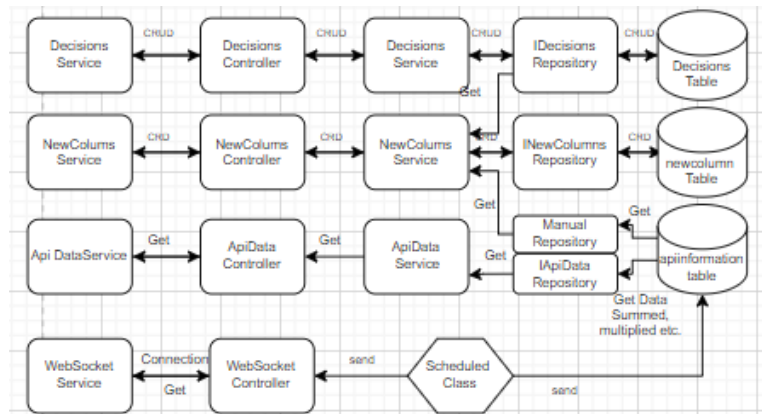 CRUD
CRUD
CRUD
CRUD
Decisions
Service
Decisions
Controller
Decisions
Service
IDecisions
Repository
Decisions
Table
Get
CRD
CRD
CRD
CRD
NewColums
Service
NewColums
Controller
NewColums
Service
INewColumns
Repository
newcolumn
Table
Get
Manual
Repository
Get
Api DataService
Get
ApiData
Controller
Get
ApiData
Service
Get
IApiData
Repository
apiinformation
table
Get Data
Summed,
multiplied etc.
WebSocket
Service
Connection
Get
WebSocket
Controller
send
Scheduled
Class
send